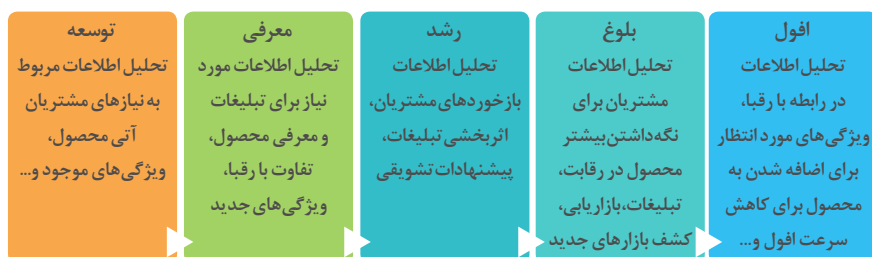 توسعه
تحلیل اطلاعات مربوط
به نیازهای مشتریان
آتی محصول،
ویژگی‌های موجود و...
معرفی
تحلیل اطلاعات مورد
نیاز برای تبلیغات
و معرفی محصول،
تفاوت با رقبا،
ویژگی‌های جدید
رشد
تحلیل اطلاعات
بازخوردهای مشتریان،
اثربخشی تبلیغات،
پیشنهادات تشویقی
بلوغ
تحلیل اطلاعات
مشتریان برای
نگه‌داشتن بیشتر
محصول در رقابت،
تبلیغات،بازاریابی،
کشف بازارهای جدید
افول
تحلیل اطلاعات
در رابطه با رقبا،
ویژگی‌های مورد انتظار
برای اضافه شدن به
محصول برای کاهش
سرعت افول و...